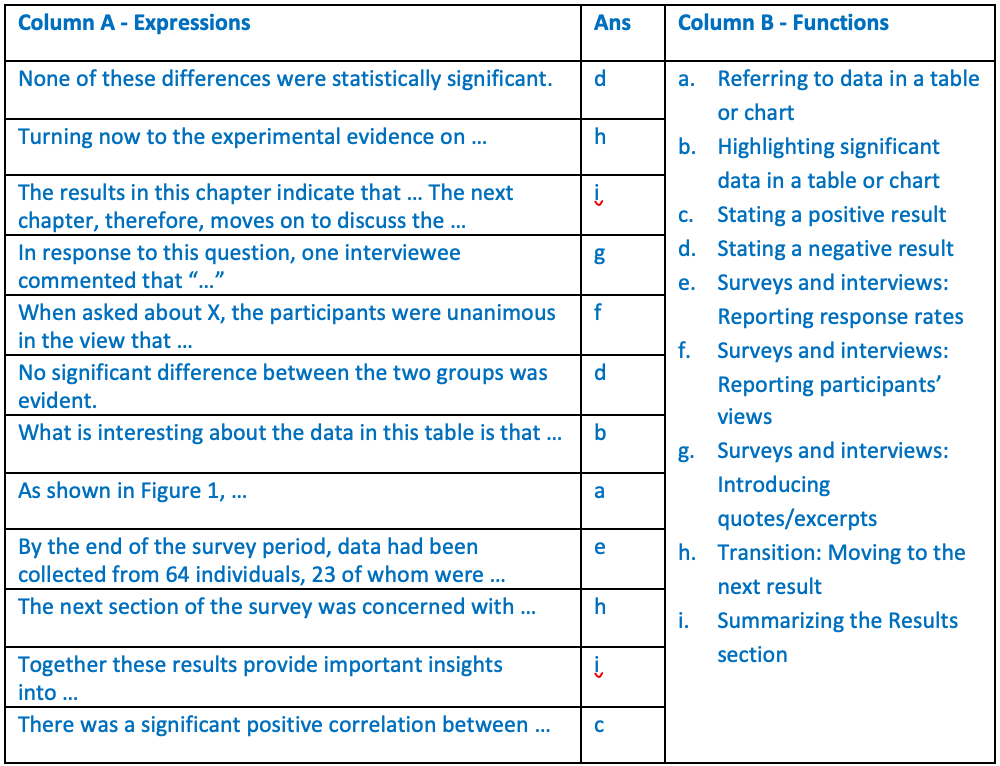 Column A - Expressions
Ans
Column B - Functions
None of these differences were statistically significant.
d
Turning now to the experimental evidence on ...
h
The results in this chapter indicate that ... The next
chapter, therefore, moves on to discuss the ...
i
In response to this question, one interviewee
commented that “...”
g
When asked about X, the participants were unanimous
in the view that ...
f
No significant difference between the two groups was
evident.
d
What is interesting about the data in this table is that ...
b
As shown in Figure 1, ...
a
By the end of the survey period, data had been
collected from 64 individuals, 23 of whom were ...
e
The next section of the survey was concerned with ...
h
Together these results provide important insights
into ...
i
There was a significant positive correlation between ...
c
a. Referring to data in a table
or chart
b. Highlighting significant
data in a table or chart
c. Stating a positive result
d. Stating a negative result
e. Surveys and interviews:
Reporting response rates
f. Surveys and interviews:
Reporting participants’
views
g. Surveys and interviews:
Introducing
quotes/excerpts
h. Transition: Moving to the
next result
i. Summarizing the Results
section